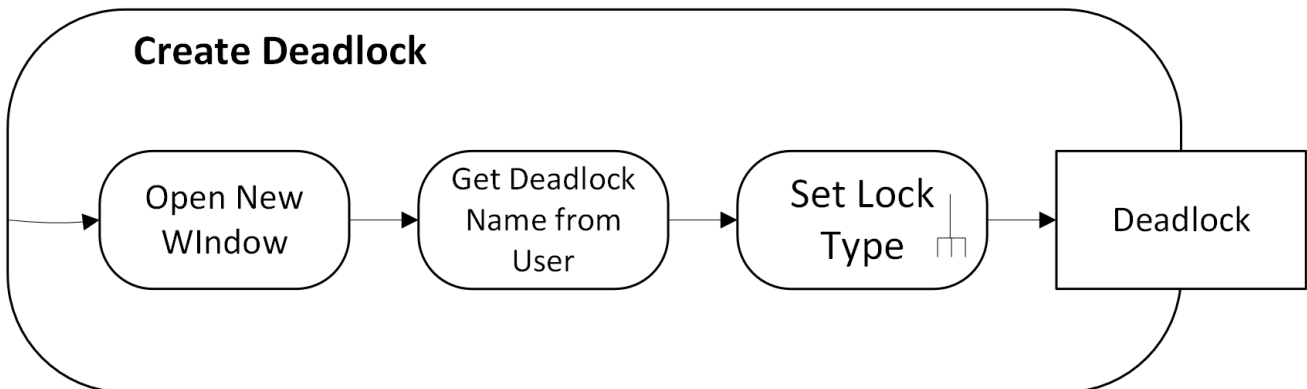 Create Deadlock
Open New
WIndow
Get Deadlock
Name from
User
Set Lock
Type
Deadlock